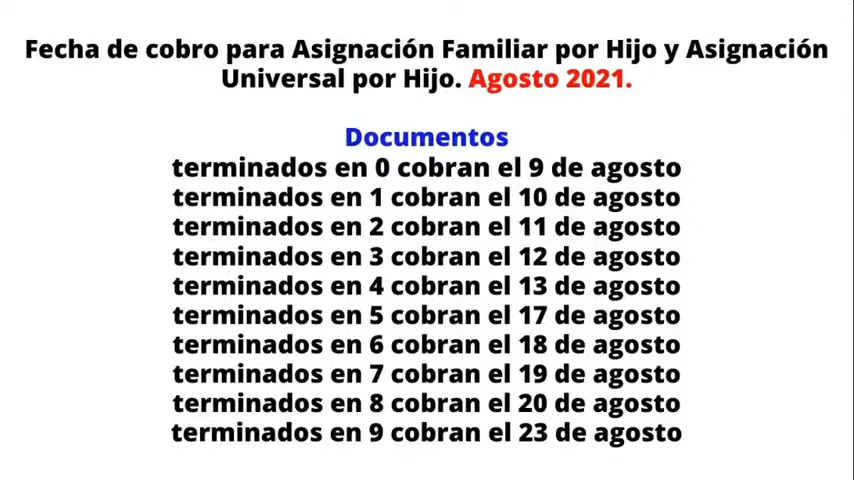 Fecha de cobro para Asignación Familiar por Hijo y Asignación
Universal por Hijo. Agosto 2021.
Documentos
terminados en 0 cobran el 9 de agosto
terminados en 1 cobran el 10 de agosto
terminados en 2 cobran el 11 de agosto
terminados en 3 cobran el 12 de agosto
terminados en 4 cobran el 13 de agosto
terminados en 5 cobran el 17 de agosto
terminados en 6 cobran el 18 de agosto
terminados en 7 cobran el 19 de agosto
terminados en 8 cobran el 20 de agosto
terminados en 9 cobran el 23 de agosto